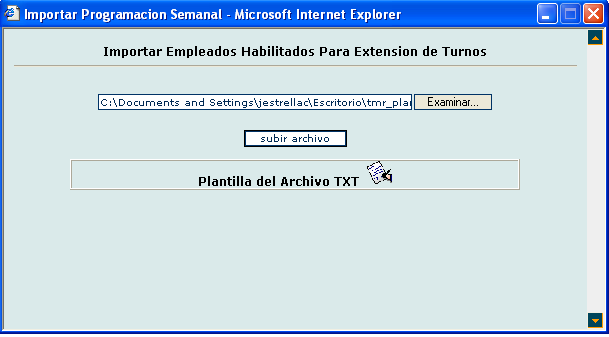 Importar Programacion Semanal - Microsoft Internet Explorer
Importar Empleados Habilitados Para Extension de Turnos
C:\Documents and Settings\jestrellac\Escritorio\tmr_plai Examinar...
subir archivo
Plantilla del Archivo TXT